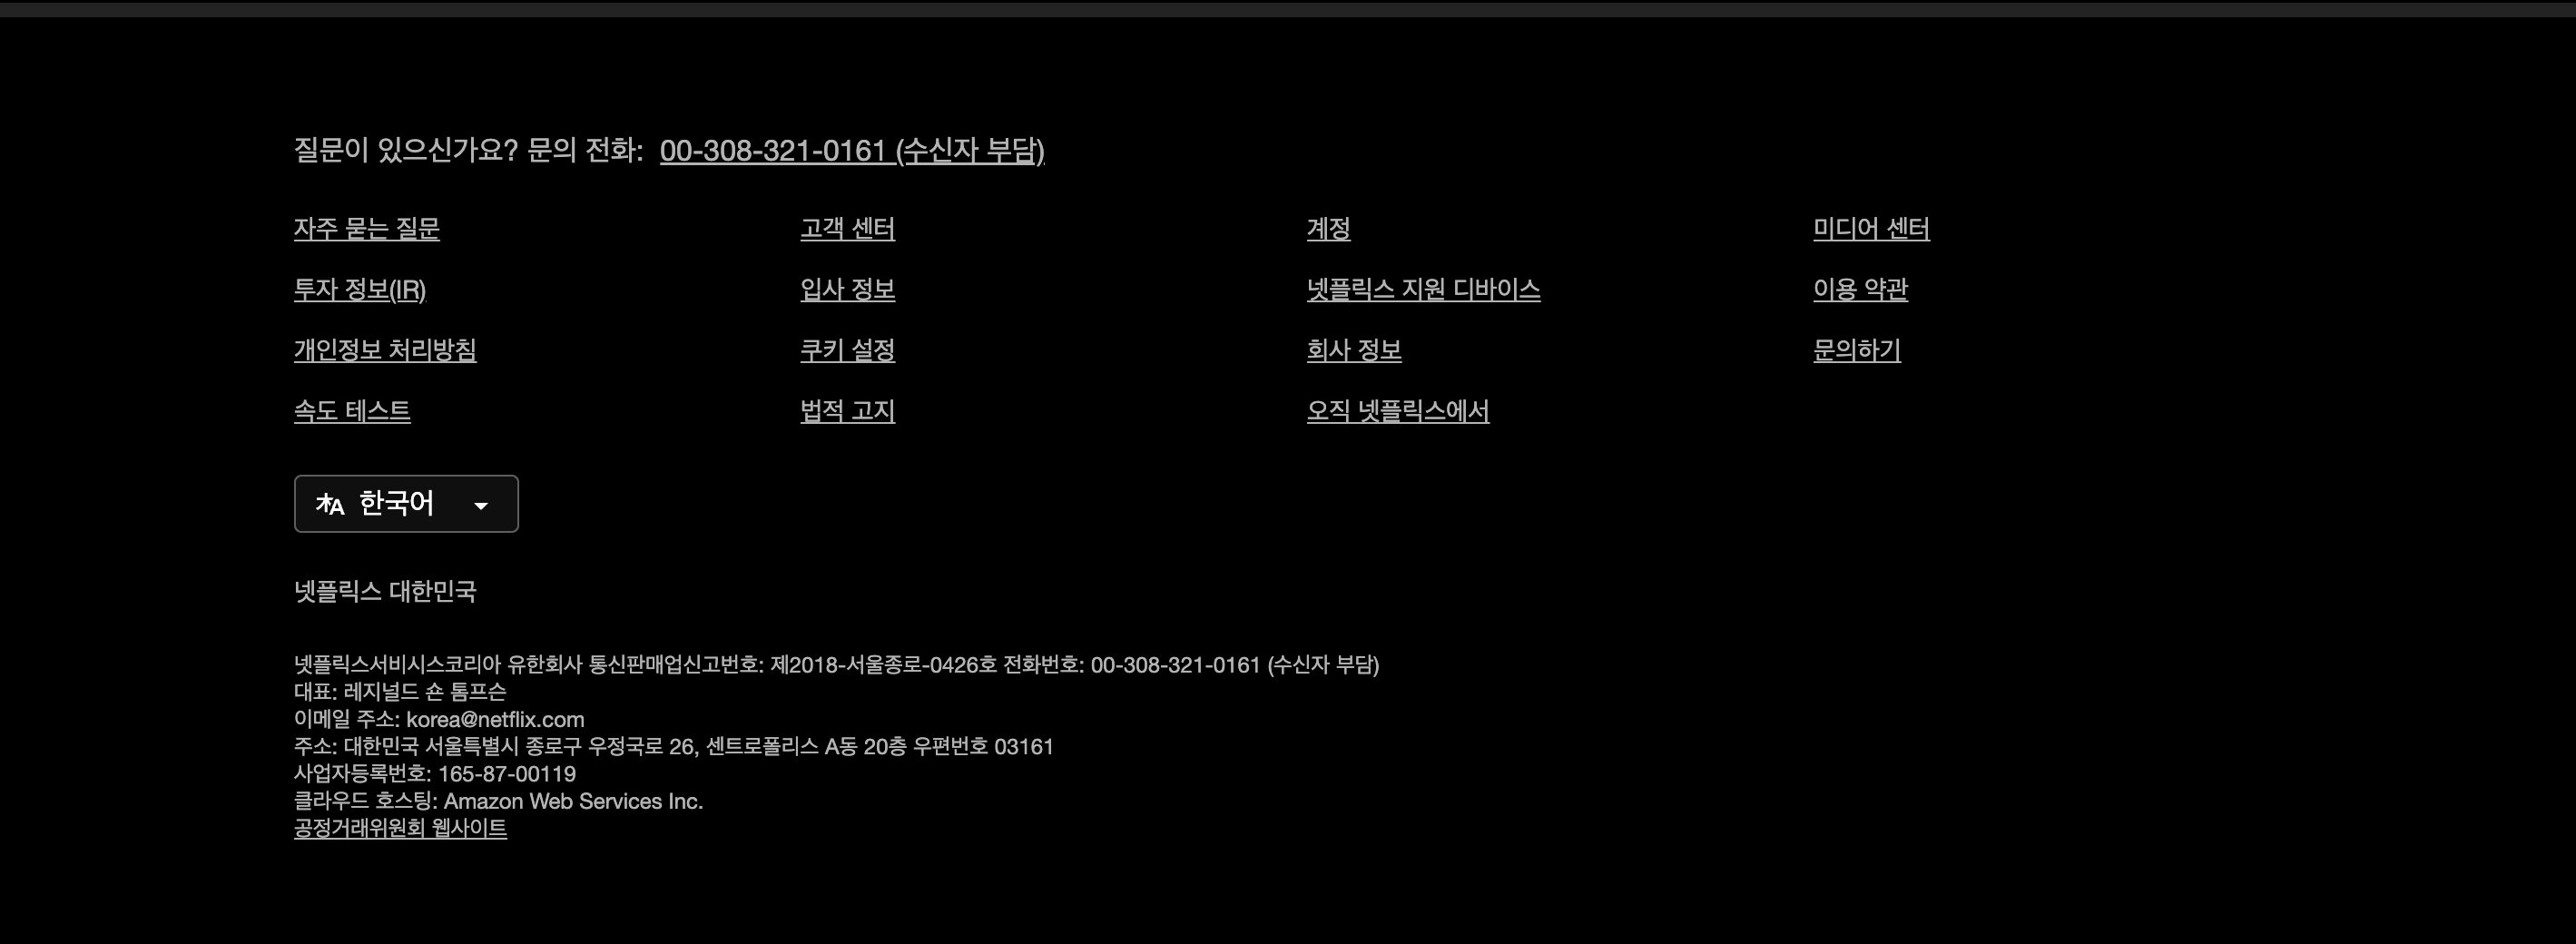 질문이 있으신가요? 문의 전화: 00-308-321-0161 (수신자 부담)
자주 묻는 질문 고객 센터 계정 미디어 센터
투자 정보(IR) 입사 정보 넷플릭스 지원 디바이스 이용 약관
개인정보 처리방침 쿠키 설정 회사 정보 문의하기
속도 테스트 법적 고지 오직 넷플릭스에서
한국어
넷플릭스 대한민국
넷플릭스서비시스코리아 유한회사 통신판매업신고번호: 제2018-서울종로-0426호 전화번호: 00-308-321-0161 (수신자 부담)
대표: 레지널드 숀 톰프슨
이메일 주소: korea@netflix.com
주소: 대한민국 서울특별시 종로구 우정국로 26, 센트로폴리스 A동 20층 우편번호 03161
사업자등록번호: 165-87-00119
클라우드 호스팅: Amazon Web Services Inc.
공정거래위원회 웹사이트